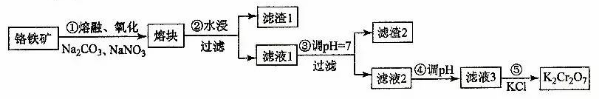 铬铁矿 ①熔融、氧化 Na₂CO₃、NaNO₃ 熔块 ②水浸 过滤 滤渣1
滤液1 ③调pH=7 过滤 滤渣2
滤液2 ④调pH 滤液3 ⑤ KCl K₂Cr₂O₇